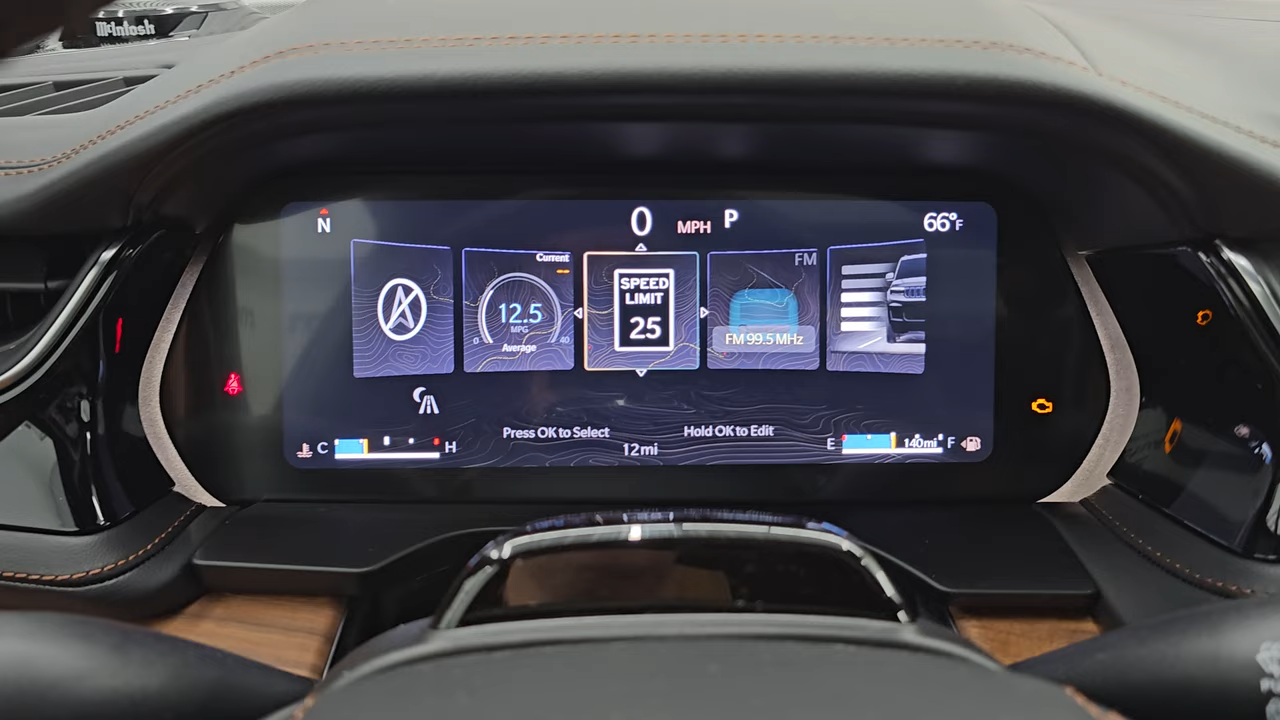 McIntosh
N
0 MPH P
66°F
Current
12.5
MPG
0 40
Average
SPEED
LIMIT
25
FM
FM 99.5 MHz
Press OK to Select
Hold OK to Edit
C H
12mi
E 140mi F